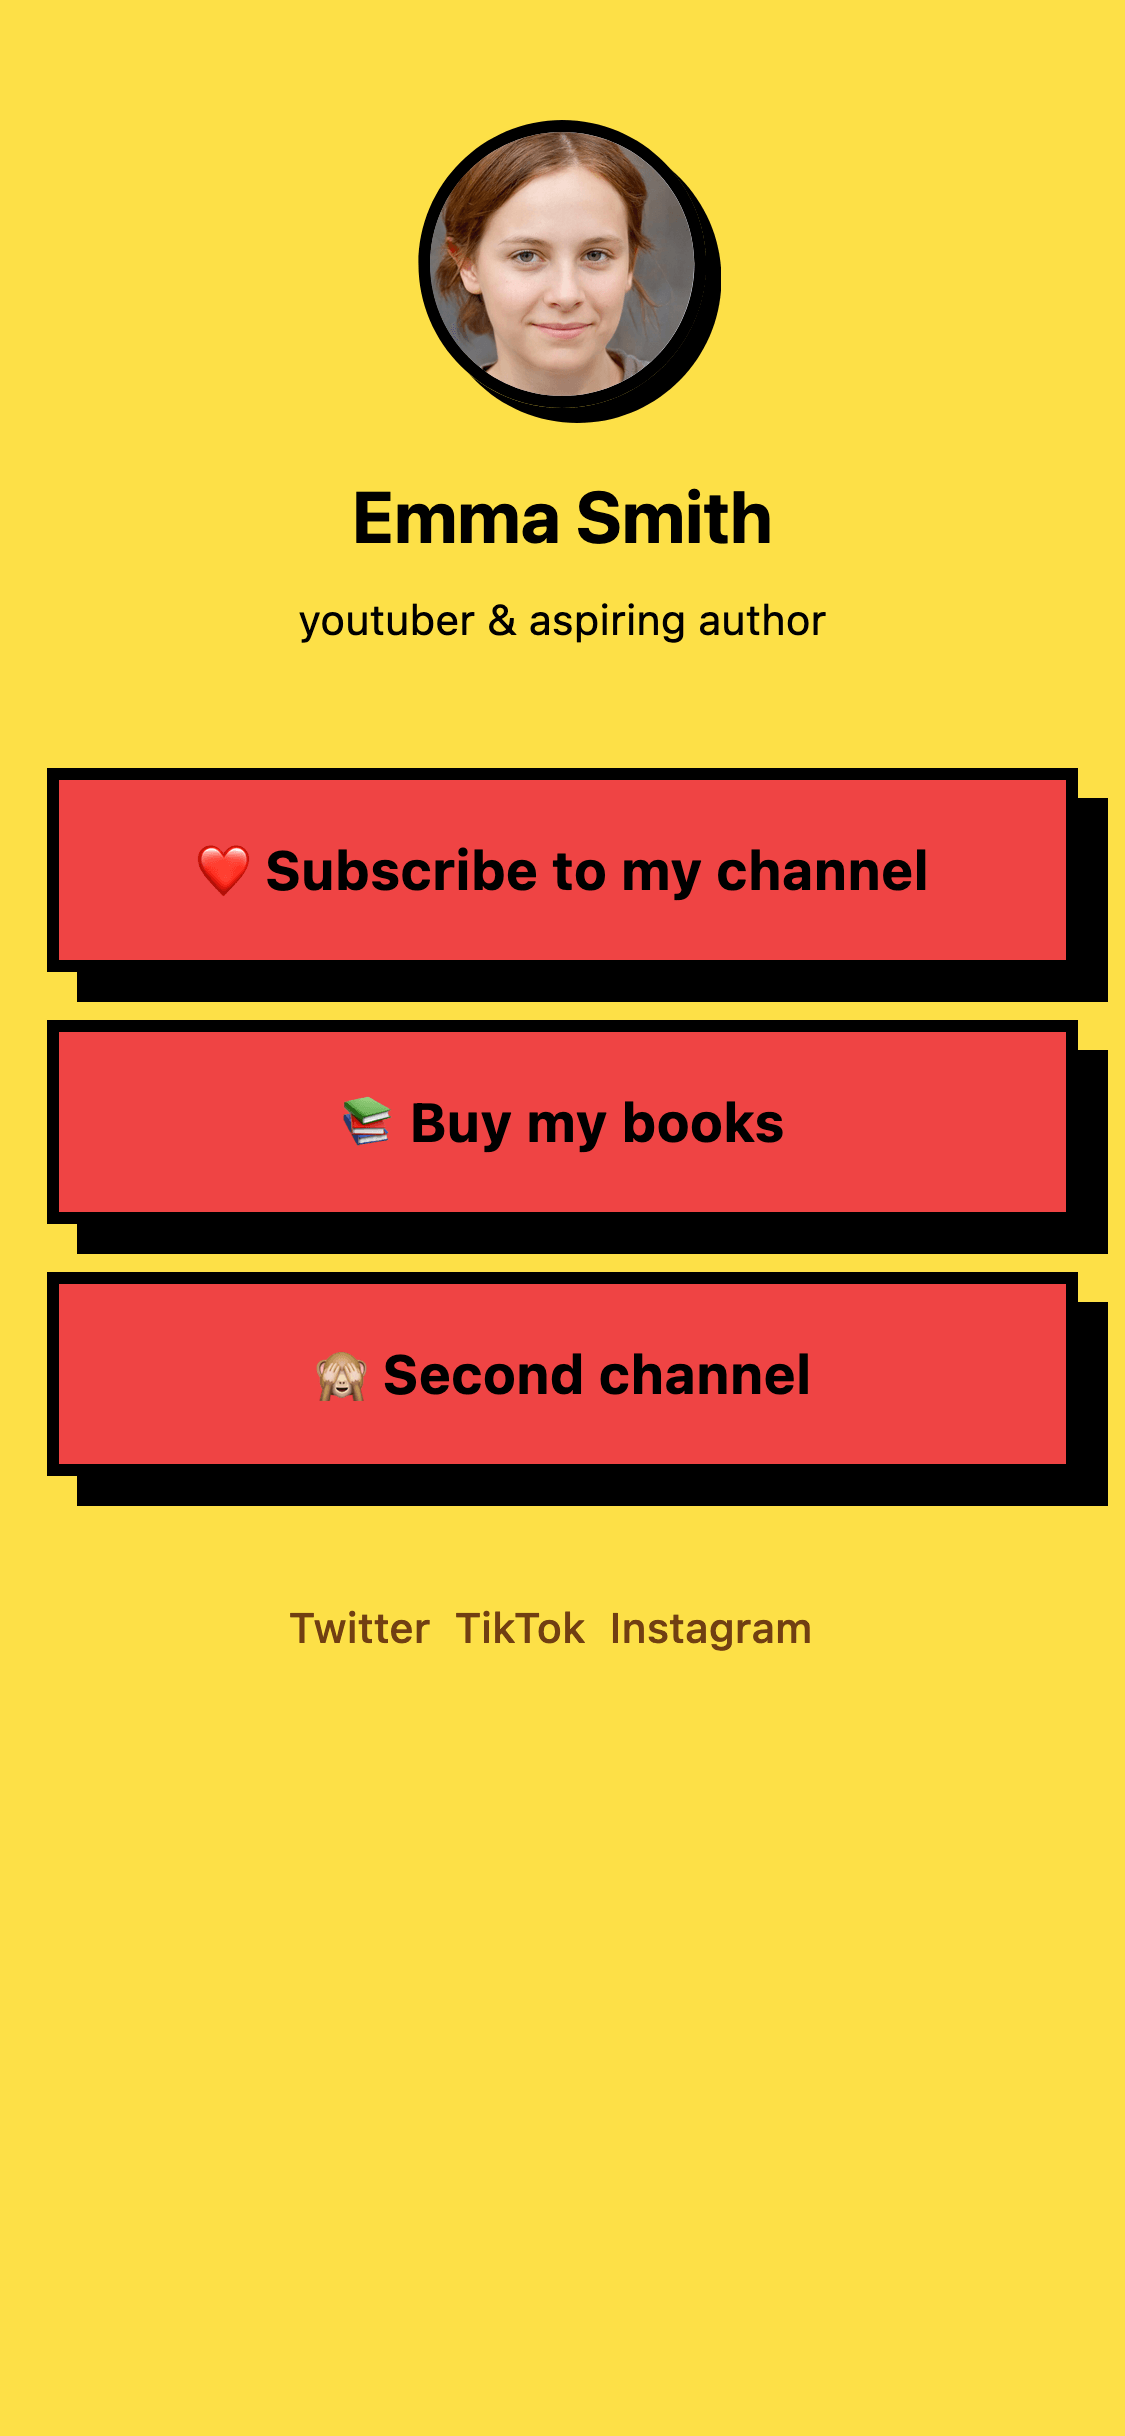 Emma Smith
youtuber & aspiring author
❤️ Subscribe to my channel
📚 Buy my books
🙈 Second channel
Twitter TikTok Instagram